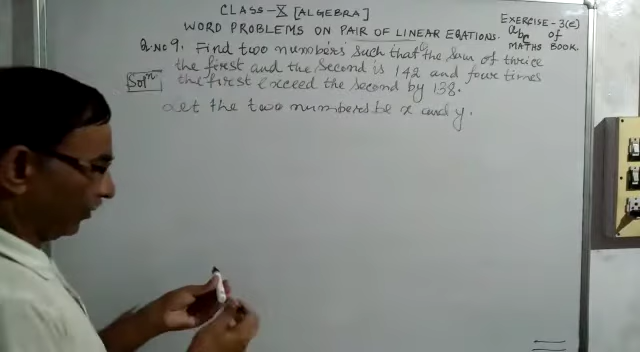 CLASS-X [ALGEBRA]
WORD PROBLEMS ON PAIR OF LINEAR EQATIONS.
EXERCISE-3(C)
of
MATHS BOOK.
Q.No 9. Find two numbers such that the sum of twice
the first and the second is 142 and four times
Solⁿ
the first exceed the second by 138.
Let the two numbers be x and y.